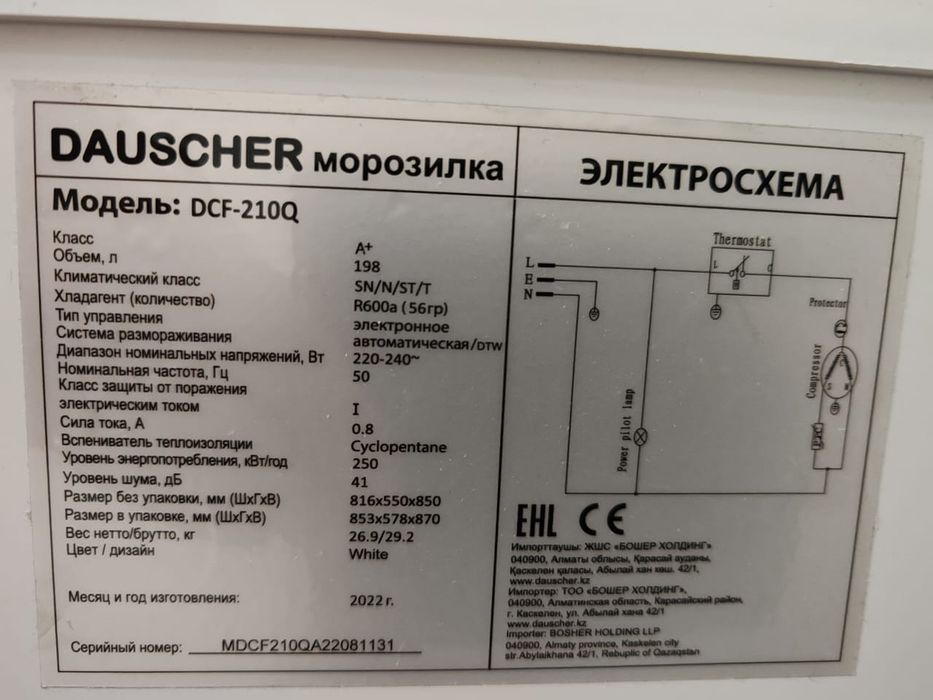 DAUSCHER морозилка
Модель: DCF-210Q
Класс A+
Объем, л 198
Климатический класс SN/N/ST/T
Хладагент (количество) R600a (56гр)
Тип управления электронное
Система размораживания автоматическая/DTW
Диапазон номинальных напряжений, Вт 220-240~
Номинальная частота, Гц 50
Класс защиты от поражения
электрическим током I
Сила тока, А 0.8
Вспениватель теплоизоляции Cyclopentane
Уровень энергопотребления, кВт/год 250
Уровень шума, дБ 41
Размер без упаковки, мм (ШхГхВ) 816x550x850
Размер в упаковке, мм (ШхГхВ) 853x578x870
Вес нетто/брутто, кг 26.9/29.2
Цвет / дизайн White
Месяц и год изготовления: 2022 г.
Серийный номер: MDCF210QA22081131
ЭЛЕКТРОСХЕМА
Thermostat
L
E
N
L C
Protector
Compressor
C
S M
PTC
Power pilot lamp
EAC CE
Импорттаушы: ЖШС «БОШЕР ХОЛДИНГ»
040900, Алматы облысы, Қарасай ауданы,
Қаскелен қаласы, Абылай хан көш. 42/1,
www.dauscher.kz
Импортер: ТОО «БОШЕР ХОЛДИНГ»,
040900, Алматинская область, Карасайский район,
г. Каскелен, ул. Абылай хана 42/1
www.dauscher.kz
Importer: BOSHER HOLDING LLP
040900, Almaty province, Kaskelen city
str.Abylaikhana 42/1, Rebuplic of Qazaqstan